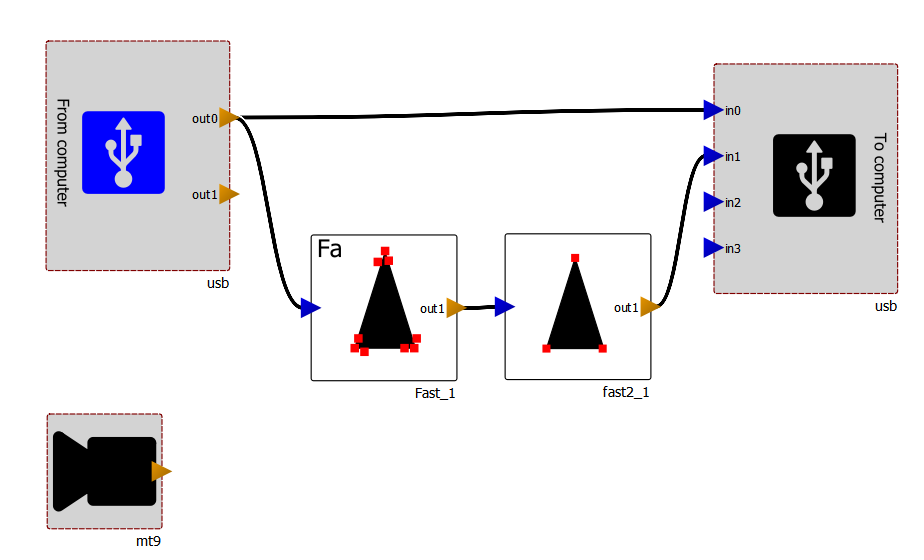 From computer
out0
out1
usb
Fa
out1
Fast_1
out1
fast2_1
in0
in1
in2
in3
To computer
usb
mt9